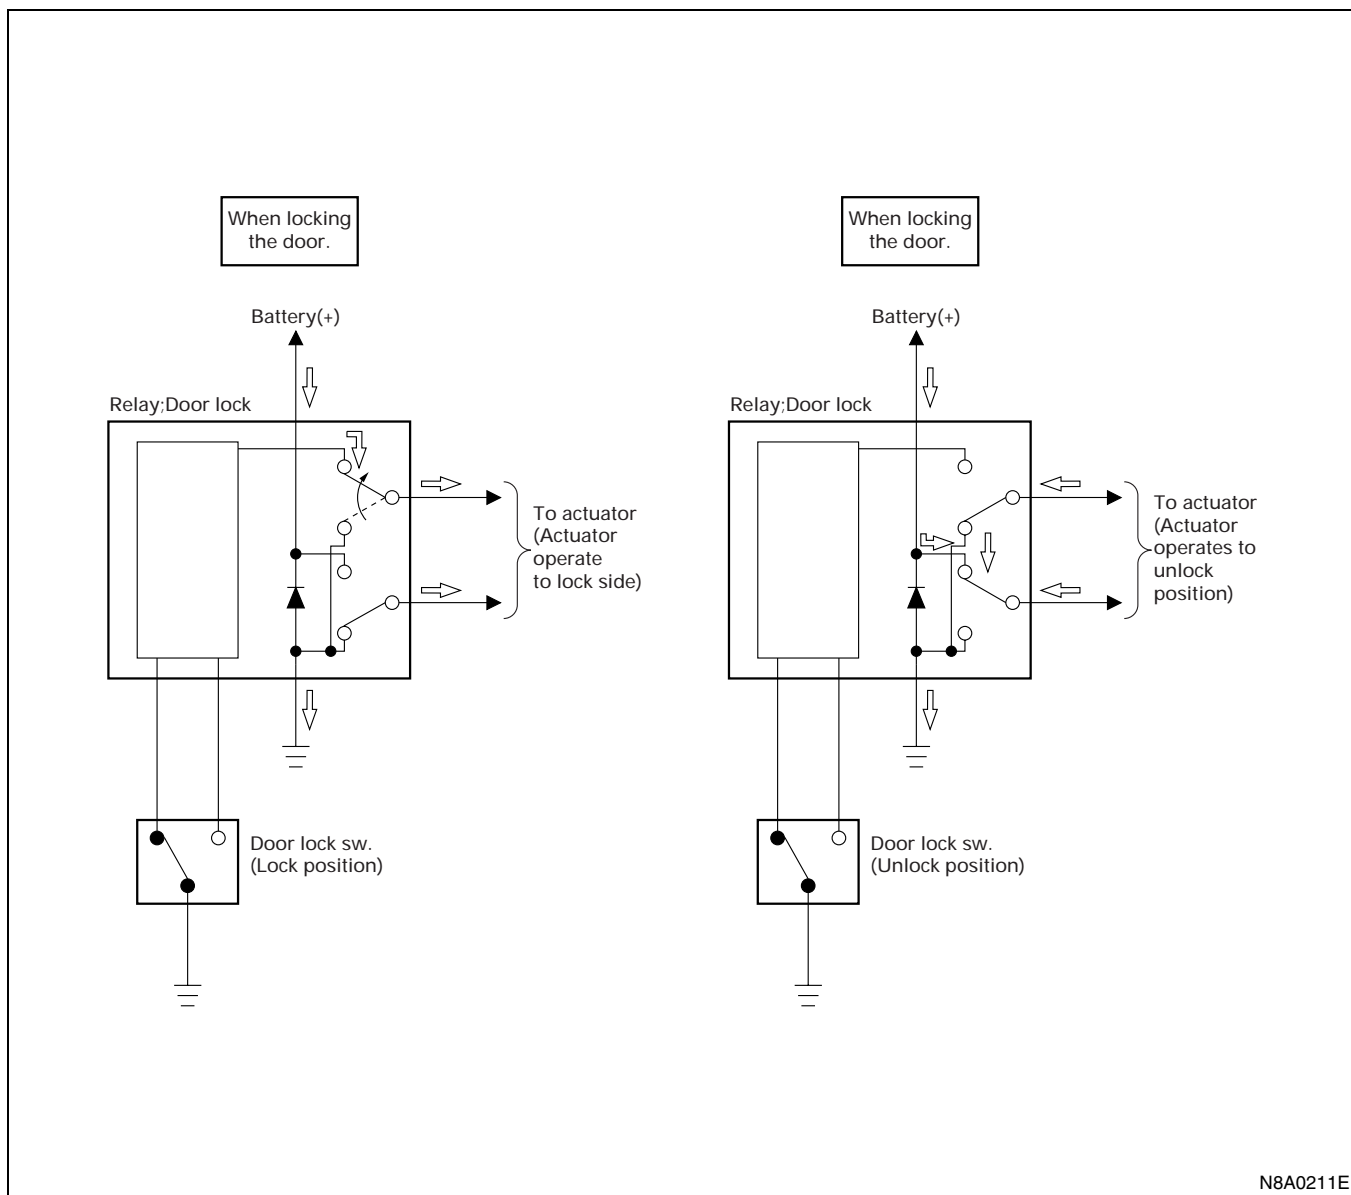 When locking
the door.
Battery(+)
Relay;Door lock
To actuator
(Actuator
operate
to lock side)
Door lock sw.
(Lock position)
When locking
the door.
Battery(+)
Relay;Door lock
To actuator
(Actuator
operates to
unlock
position)
Door lock sw.
(Unlock position)
N8A0211E